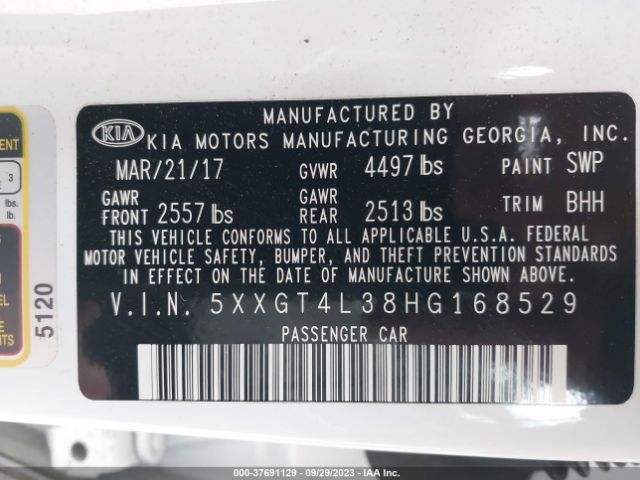 MANUFACTURED BY
KIA KIA MOTORS MANUFACTURING GEORGIA, INC.
MAR/21/17 GVWR 4497 lbs PAINT SWP
GAWR FRONT 2557 lbs GAWR REAR 2513 lbs TRIM BHH
THIS VEHICLE CONFORMS TO ALL APPLICABLE U.S.A. FEDERAL
MOTOR VEHICLE SAFETY, BUMPER, AND THEFT PREVENTION STANDARDS
IN EFFECT ON THE DATE OF MANUFACTURE SHOWN ABOVE.
V.I.N. 5XXGT4L38HG168529
PASSENGER CAR
3
lbs.
lb.
5120
000-37691129 - 09/29/2023 - IAA Inc.